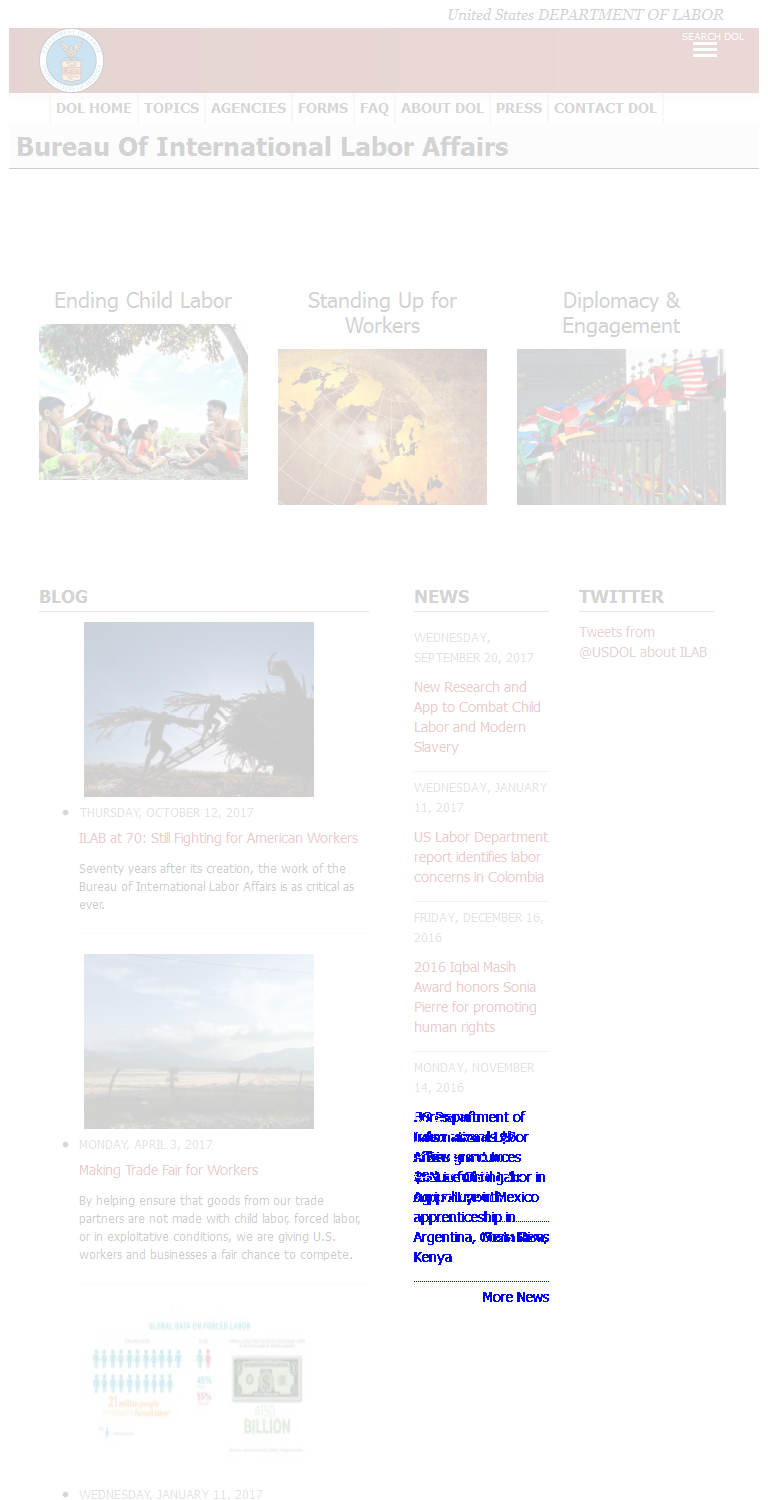 United States DEPARTMENT OF LABOR
SEARCH DOL
DOL HOME TOPICS AGENCIES FORMS FAQ ABOUT DOL PRESS CONTACT DOL
Bureau Of International Labor Affairs
Ending Child Labor
Standing Up for
Workers
Diplomacy &
Engagement
BLOG
THURSDAY, OCTOBER 12, 2017
ILAB at 70: Still Fighting for American Workers
Seventy years after its creation, the work of the
Bureau of International Labor Affairs is as critical as
ever.
MONDAY, APRIL 3, 2017
Making Trade Fair for Workers
By helping ensure that goods from our trade
partners are not made with child labor, forced labor,
or in exploitative conditions, we are giving U.S.
workers and businesses a fair chance to compete.
GLOBAL DATA ON FORCED LABOR
21 million people
45%
55%
$150
BILLION
WEDNESDAY, JANUARY 11, 2017
NEWS
WEDNESDAY,
SEPTEMBER 20, 2017
New Research and
App to Combat Child
Labor and Modern
Slavery
WEDNESDAY, JANUARY
11, 2017
US Labor Department
report identifies labor
concerns in Colombia
FRIDAY, DECEMBER 16,
2016
2016 Iqbal Masih
Award honors Sonia
Pierre for promoting
human rights
MONDAY, NOVEMBER
14, 2016
apprenticeship in
Argentina,
Kenya
More News
TWITTER
Tweets from
@USDOL about ILAB